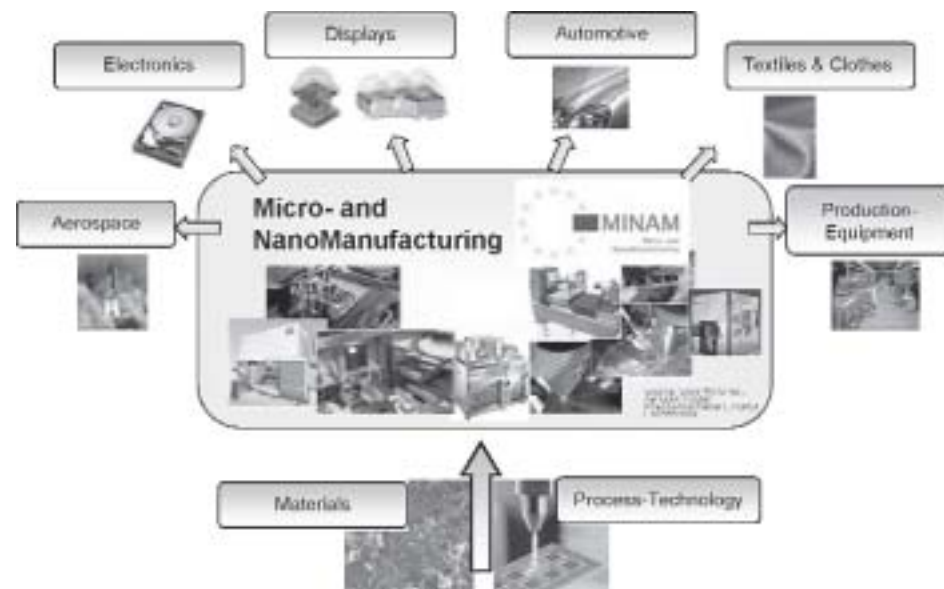 Displays
Automotive
Electronics
Textiles & Clothes
Micro- and
NanoManufacturing
MINAM
Aerospace
Production-
Equipment
Materials
Process-Technology